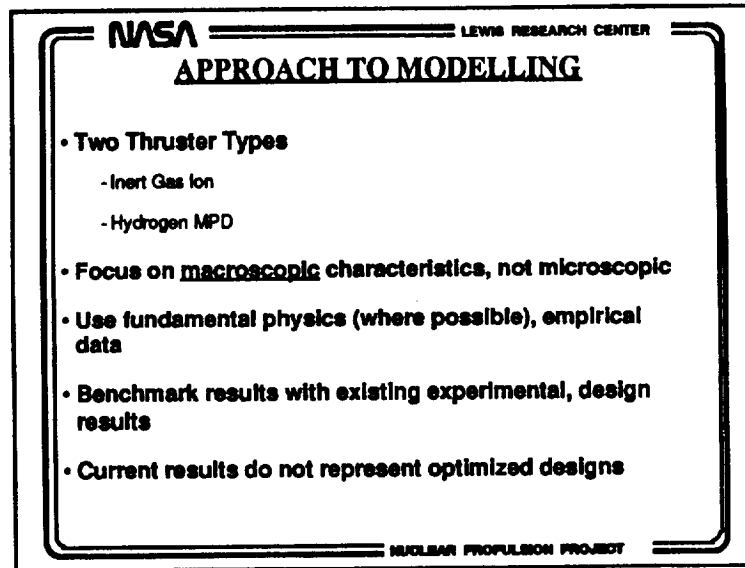 NASA
LEWIS RESEARCH CENTER
APPROACH TO MODELLING
• Two Thruster Types
- Inert Gas Ion
- Hydrogen MPD
• Focus on macroscopic characteristics, not microscopic
• Use fundamental physics (where possible), empirical
data
• Benchmark results with existing experimental, design
results
• Current results do not represent optimized designs
NUCLEAR PROPULSION PROJECT